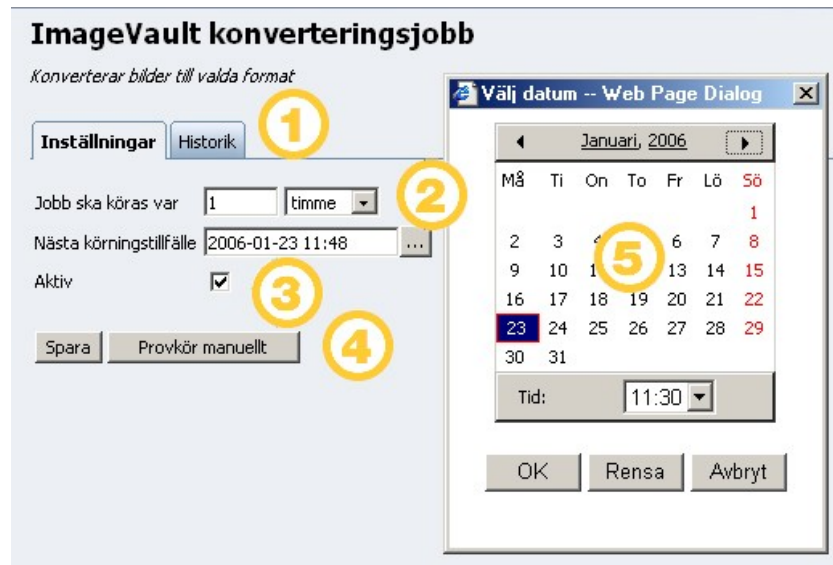 ImageVault konverteringsjobb
Konverterar bilder till valda format
Inställningar Historik
1
Jobb ska köras var 1 timme
2
Nästa körningstillfälle 2006-01-23 11:48 ...
Aktiv
3
Spara Provkör manuellt
4
Välj datum -- Web Page Dialog
Januari, 2006
Må Ti On To Fr Lö Sö
1
2 3 4 5 6 7 8
9 10 1 13 14 15
16 17 18 19 20 21 22
23 24 25 26 27 28 29
30 31
Tid: 11:30
OK Rensa Avbryt